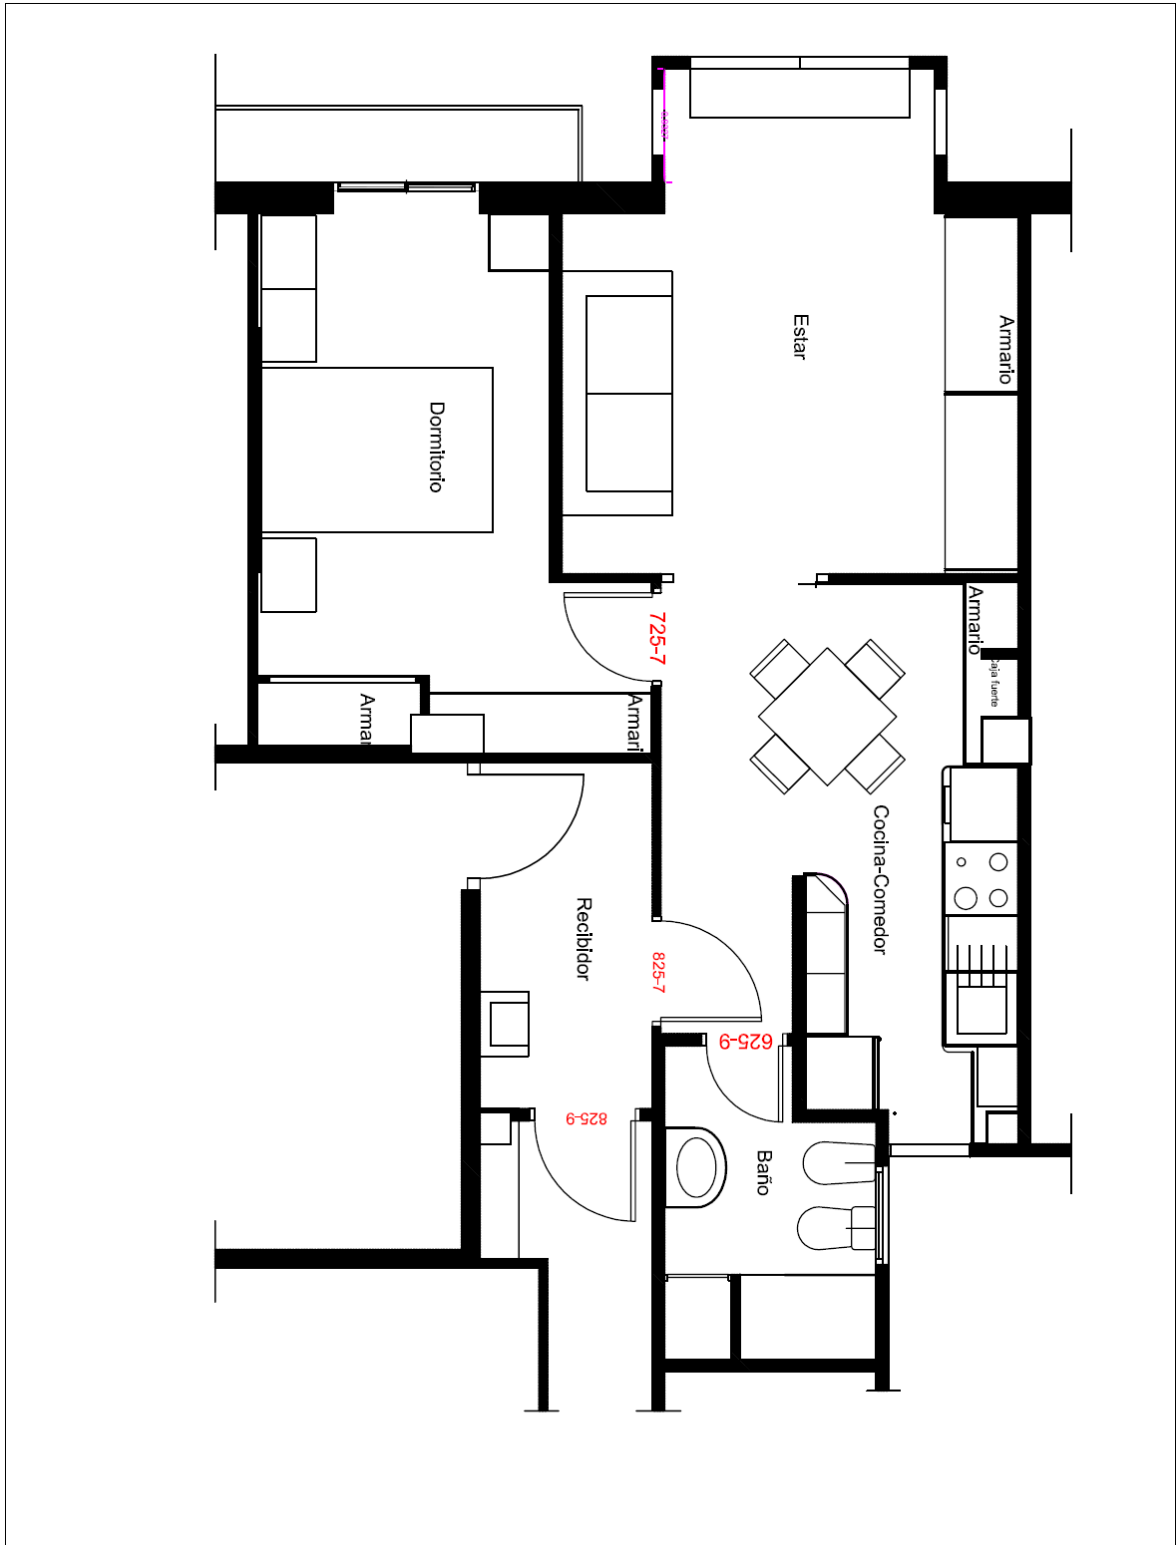 Estar
Armario
Dormitorio
725-7
Armario
Caja fuerte
Armar
Armari
Cocina-Comedor
Recibidor
825-7
625-9
825-9
Baño